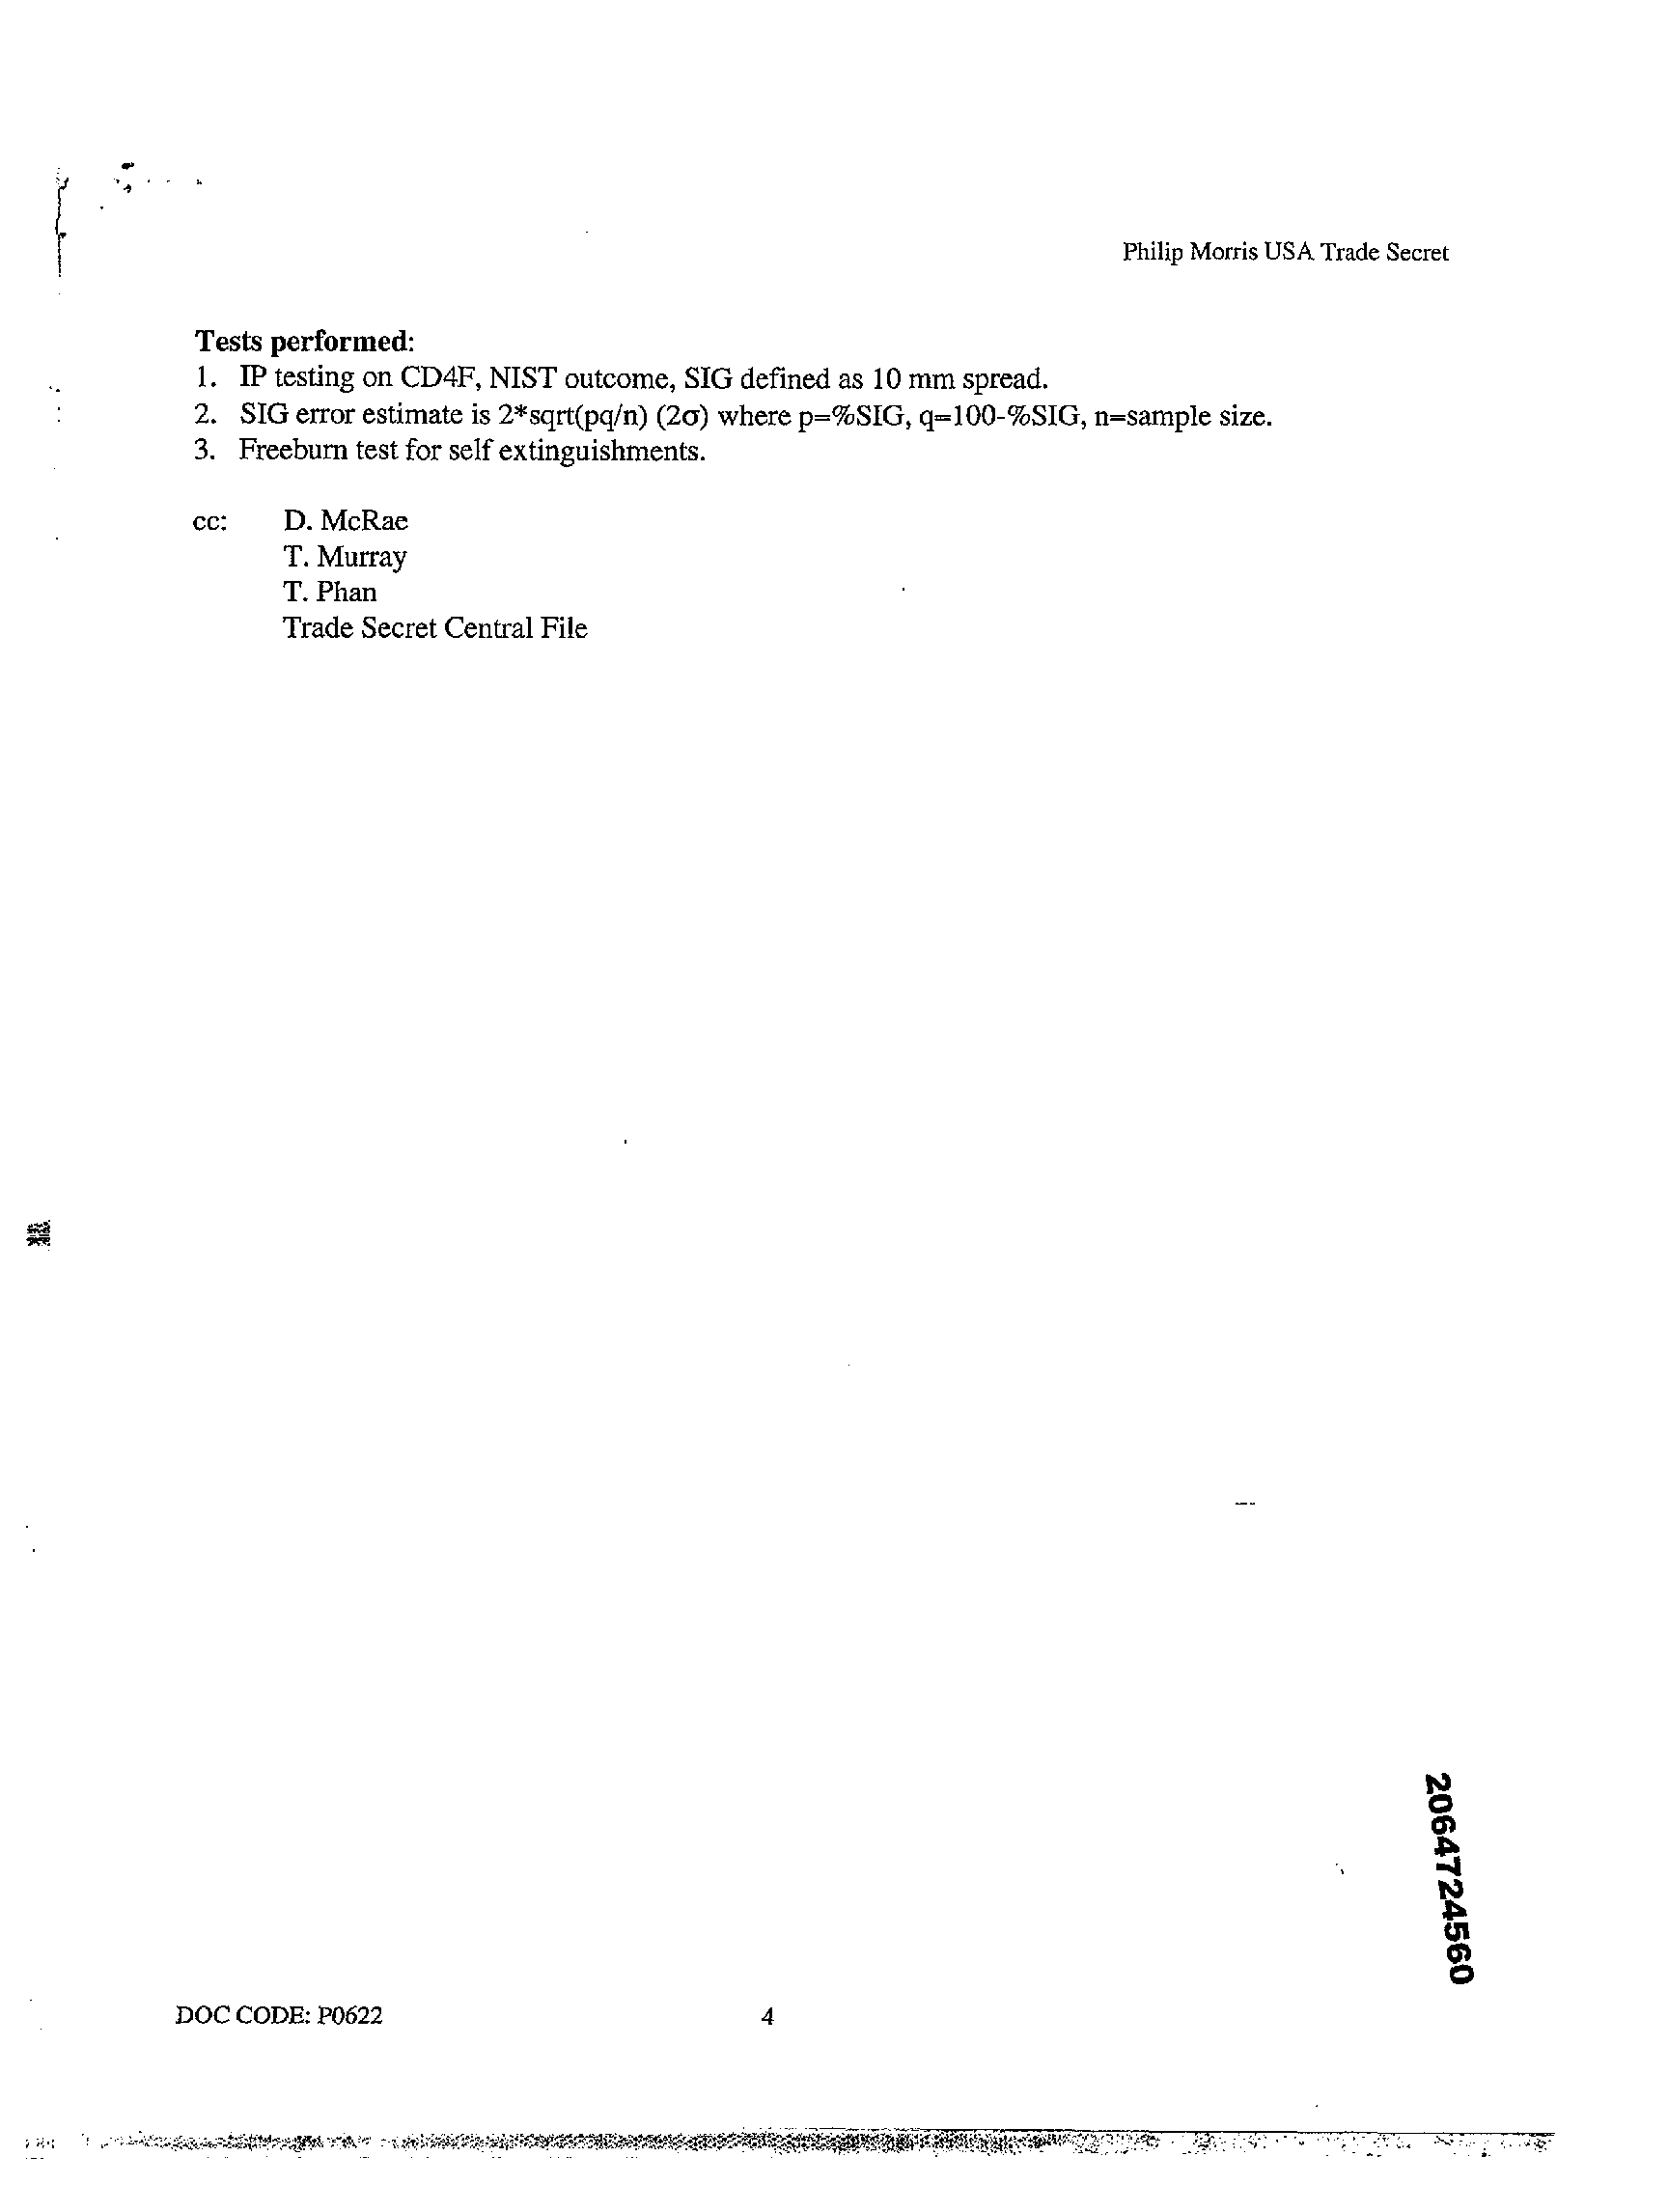 Philip Morris USA Trade Secret
Tests performed:
1. IP testing on CD4F, NIST outcome, SIG defined as 10 mm spread.
2. SIG error estimate is 2*sqrt(pq/n) (2σ) where p=%SIG, q=100-%SIG, n=sample size.
3. Freeburn test for self extinguishments.
cc: D. McRae
T. Murray
T. Phan
Trade Secret Central File
2064724560
DOC CODE: P0622 4